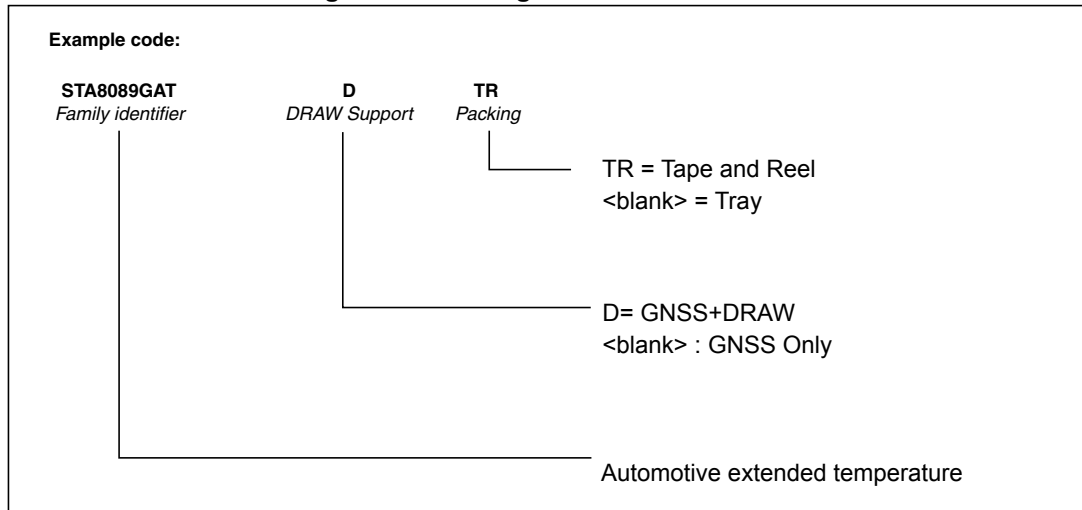 Example code:
STA8089GAT D TR
Family identifier DRAW Support Packing
TR = Tape and Reel
<blank> = Tray
D= GNSS+DRAW
<blank> : GNSS Only
Automotive extended temperature